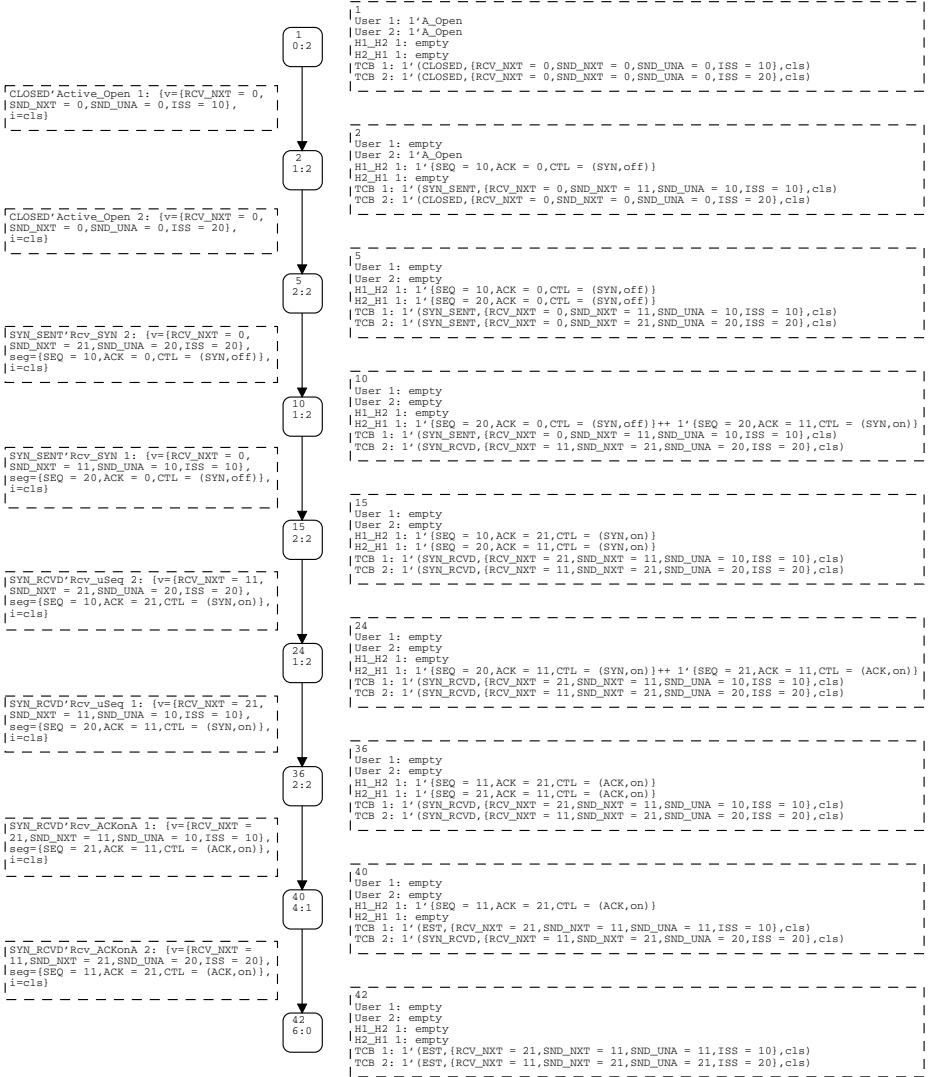 1
0:2
1
User 1: 1'A_Open
User 2: 1'A_Open
H1_H2 1: empty
H2_H1 1: empty
TCB 1: 1'(CLOSED,{RCV_NXT = 0,SND_NXT = 0,SND_UNA = 0,ISS = 10},cls)
TCB 2: 1'(CLOSED,{RCV_NXT = 0,SND_NXT = 0,SND_UNA = 0,ISS = 20},cls)
CLOSED'Active_Open 1: {v={RCV_NXT = 0,
SND_NXT = 0,SND_UNA = 0,ISS = 10},
i=cls}
2
1:2
2
User 1: empty
User 2: 1'A_Open
H1_H2 1: 1'{SEQ = 10,ACK = 0,CTL = (SYN,off)}
H2_H1 1: empty
TCB 1: 1'(SYN_SENT,{RCV_NXT = 0,SND_NXT = 11,SND_UNA = 10,ISS = 10},cls)
TCB 2: 1'(CLOSED,{RCV_NXT = 0,SND_NXT = 0,SND_UNA = 0,ISS = 20},cls)
CLOSED'Active_Open 2: {v={RCV_NXT = 0,
SND_NXT = 0,SND_UNA = 0,ISS = 20},
i=cls}
5
2:2
5
User 1: empty
User 2: empty
H1_H2 1: 1'{SEQ = 10,ACK = 0,CTL = (SYN,off)}
H2_H1 1: 1'{SEQ = 20,ACK = 0,CTL = (SYN,off)}
TCB 1: 1'(SYN_SENT,{RCV_NXT = 0,SND_NXT = 11,SND_UNA = 10,ISS = 10},cls)
TCB 2: 1'(SYN_SENT,{RCV_NXT = 0,SND_NXT = 21,SND_UNA = 20,ISS = 20},cls)
SYN_SENT'Rcv_SYN 2: {v={RCV_NXT = 0,
SND_NXT = 21,SND_UNA = 20,ISS = 20},
seg={SEQ = 10,ACK = 0,CTL = (SYN,off)},
i=cls}
10
1:2
10
User 1: empty
User 2: empty
H1_H2 1: empty
H2_H1 1: 1'{SEQ = 20,ACK = 0,CTL = (SYN,off)}++ 1'{SEQ = 20,ACK = 11,CTL = (SYN,on)}
TCB 1: 1'(SYN_SENT,{RCV_NXT = 0,SND_NXT = 11,SND_UNA = 10,ISS = 10},cls)
TCB 2: 1'(SYN_RCVD,{RCV_NXT = 11,SND_NXT = 21,SND_UNA = 20,ISS = 20},cls)
SYN_SENT'Rcv_SYN 1: {v={RCV_NXT = 0,
SND_NXT = 11,SND_UNA = 10,ISS = 10},
seg={SEQ = 20,ACK = 0,CTL = (SYN,off)},
i=cls}
15
2:2
15
User 1: empty
User 2: empty
H1_H2 1: 1'{SEQ = 10,ACK = 21,CTL = (SYN,on)}
H2_H1 1: 1'{SEQ = 20,ACK = 11,CTL = (SYN,on)}
TCB 1: 1'(SYN_RCVD,{RCV_NXT = 21,SND_NXT = 11,SND_UNA = 10,ISS = 10},cls)
TCB 2: 1'(SYN_RCVD,{RCV_NXT = 11,SND_NXT = 21,SND_UNA = 20,ISS = 20},cls)
SYN_RCVD'Rcv_uSeq 2: {v={RCV_NXT = 11,
SND_NXT = 21,SND_UNA = 20,ISS = 20},
seg={SEQ = 10,ACK = 21,CTL = (SYN,on)},
i=cls}
24
1:2
24
User 1: empty
User 2: empty
H1_H2 1: empty
H2_H1 1: 1'{SEQ = 20,ACK = 11,CTL = (SYN,on)}++ 1'{SEQ = 21,ACK = 11,CTL = (ACK,on)}
TCB 1: 1'(SYN_RCVD,{RCV_NXT = 21,SND_NXT = 11,SND_UNA = 10,ISS = 10},cls)
TCB 2: 1'(SYN_RCVD,{RCV_NXT = 11,SND_NXT = 21,SND_UNA = 20,ISS = 20},cls)
SYN_RCVD'Rcv_uSeq 1: {v={RCV_NXT = 21,
SND_NXT = 11,SND_UNA = 10,ISS = 10},
seg={SEQ = 20,ACK = 11,CTL = (SYN,on)},
i=cls}
36
2:2
36
User 1: empty
User 2: empty
H1_H2 1: 1'{SEQ = 11,ACK = 21,CTL = (ACK,on)}
H2_H1 1: 1'{SEQ = 21,ACK = 11,CTL = (ACK,on)}
TCB 1: 1'(SYN_RCVD,{RCV_NXT = 21,SND_NXT = 11,SND_UNA = 10,ISS = 10},cls)
TCB 2: 1'(SYN_RCVD,{RCV_NXT = 11,SND_NXT = 21,SND_UNA = 20,ISS = 20},cls)
SYN_RCVD'Rcv_ACKonA 1: {v={RCV_NXT =
21,SND_NXT = 11,SND_UNA = 10,ISS = 10},
seg={SEQ = 21,ACK = 11,CTL = (ACK,on)},
i=cls}
40
4:1
40
User 1: empty
User 2: empty
H1_H2 1: 1'{SEQ = 11,ACK = 21,CTL = (ACK,on)}
H2_H1 1: empty
TCB 1: 1'(EST,{RCV_NXT = 21,SND_NXT = 11,SND_UNA = 11,ISS = 10},cls)
TCB 2: 1'(SYN_RCVD,{RCV_NXT = 11,SND_NXT = 21,SND_UNA = 20,ISS = 20},cls)
SYN_RCVD'Rcv_ACKonA 2: {v={RCV_NXT =
11,SND_NXT = 21,SND_UNA = 20,ISS = 20},
seg={SEQ = 11,ACK = 21,CTL = (ACK,on)},
i=cls}
42
6:0
42
User 1: empty
User 2: empty
H1_H2 1: empty
H2_H1 1: empty
TCB 1: 1'(EST,{RCV_NXT = 21,SND_NXT = 11,SND_UNA = 11,ISS = 10},cls)
TCB 2: 1'(EST,{RCV_NXT = 11,SND_NXT = 21,SND_UNA = 21,ISS = 20},cls)